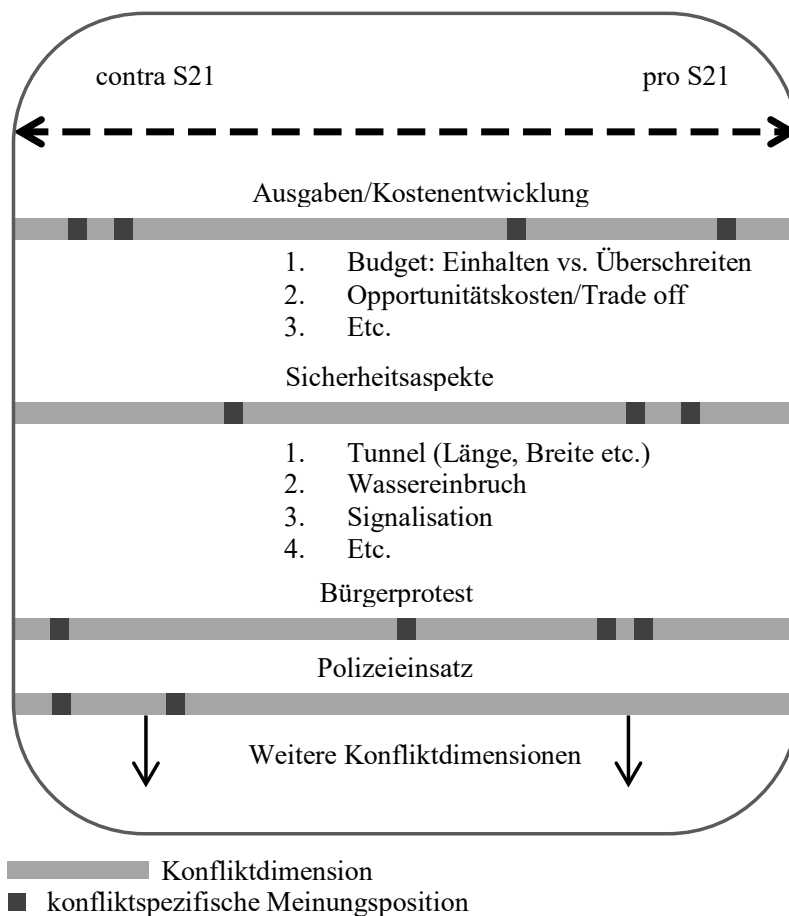 contra S21 pro S21
Ausgaben/Kostenentwicklung
1. Budget: Einhalten vs. Überschreiten
2. Opportunitätskosten/Trade off
3. Etc.
Sicherheitsaspekte
1. Tunnel (Länge, Breite etc.)
2. Wassereinbruch
3. Signalisation
4. Etc.
Bürgerprotest
Polizeieinsatz
Weitere Konfliktdimensionen
Konfliktdimension
konfliktspezifische Meinungsposition